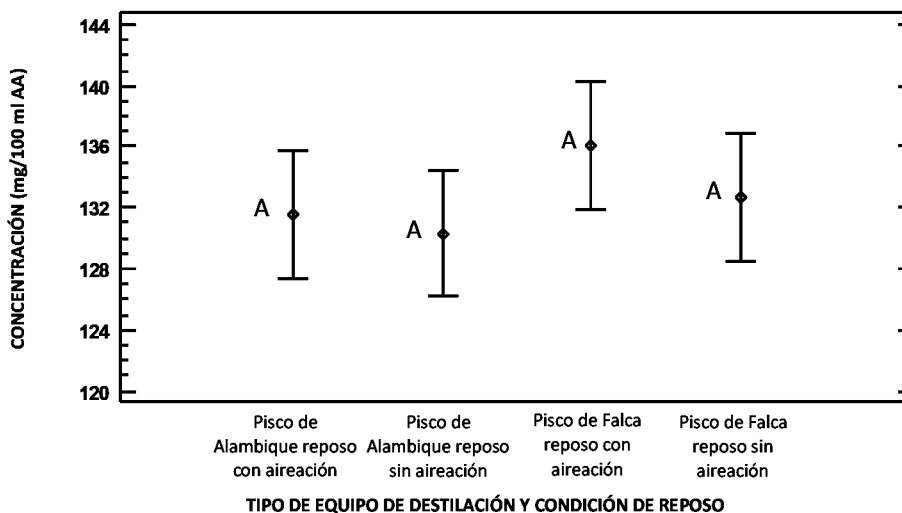 CONCENTRACIÓN (mg/100 ml AA)
144
140
136
132
128
124
120
A
A
A
A
Pisco de
Alambique reposo
con aireación
Pisco de
Alambique reposo
sin aireación
Pisco de Falca
reposo con
aireación
Pisco de Falca
reposo sin
aireación
TIPO DE EQUIPO DE DESTILACIÓN Y CONDICIÓN DE REPOSO